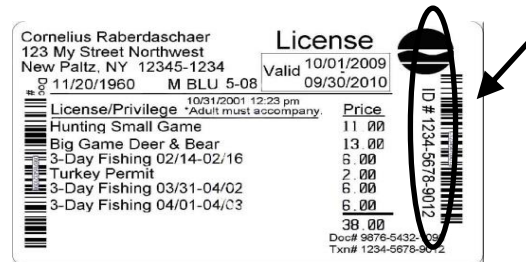 Cornelius Raberdaschaer
123 My Street Northwest
New Paltz, NY 12345-1234
License
Valid 10/01/2009
-
09/30/2010
Doc #
11/20/1960 M BLU 5-08
10/31/2001 12:23 pm
License/Privilege *Adult must accompany. Price
Hunting Small Game 11.00
Big Game Deer & Bear 13.00
3-Day Fishing 02/14-02/16 6.00
Turkey Permit 2.00
3-Day Fishing 03/31-04/02 6.00
3-Day Fishing 04/01-04/03 6.00
38.00
Doc#
Txn# 1234-5678-9012
ID # 1234-5678-9012